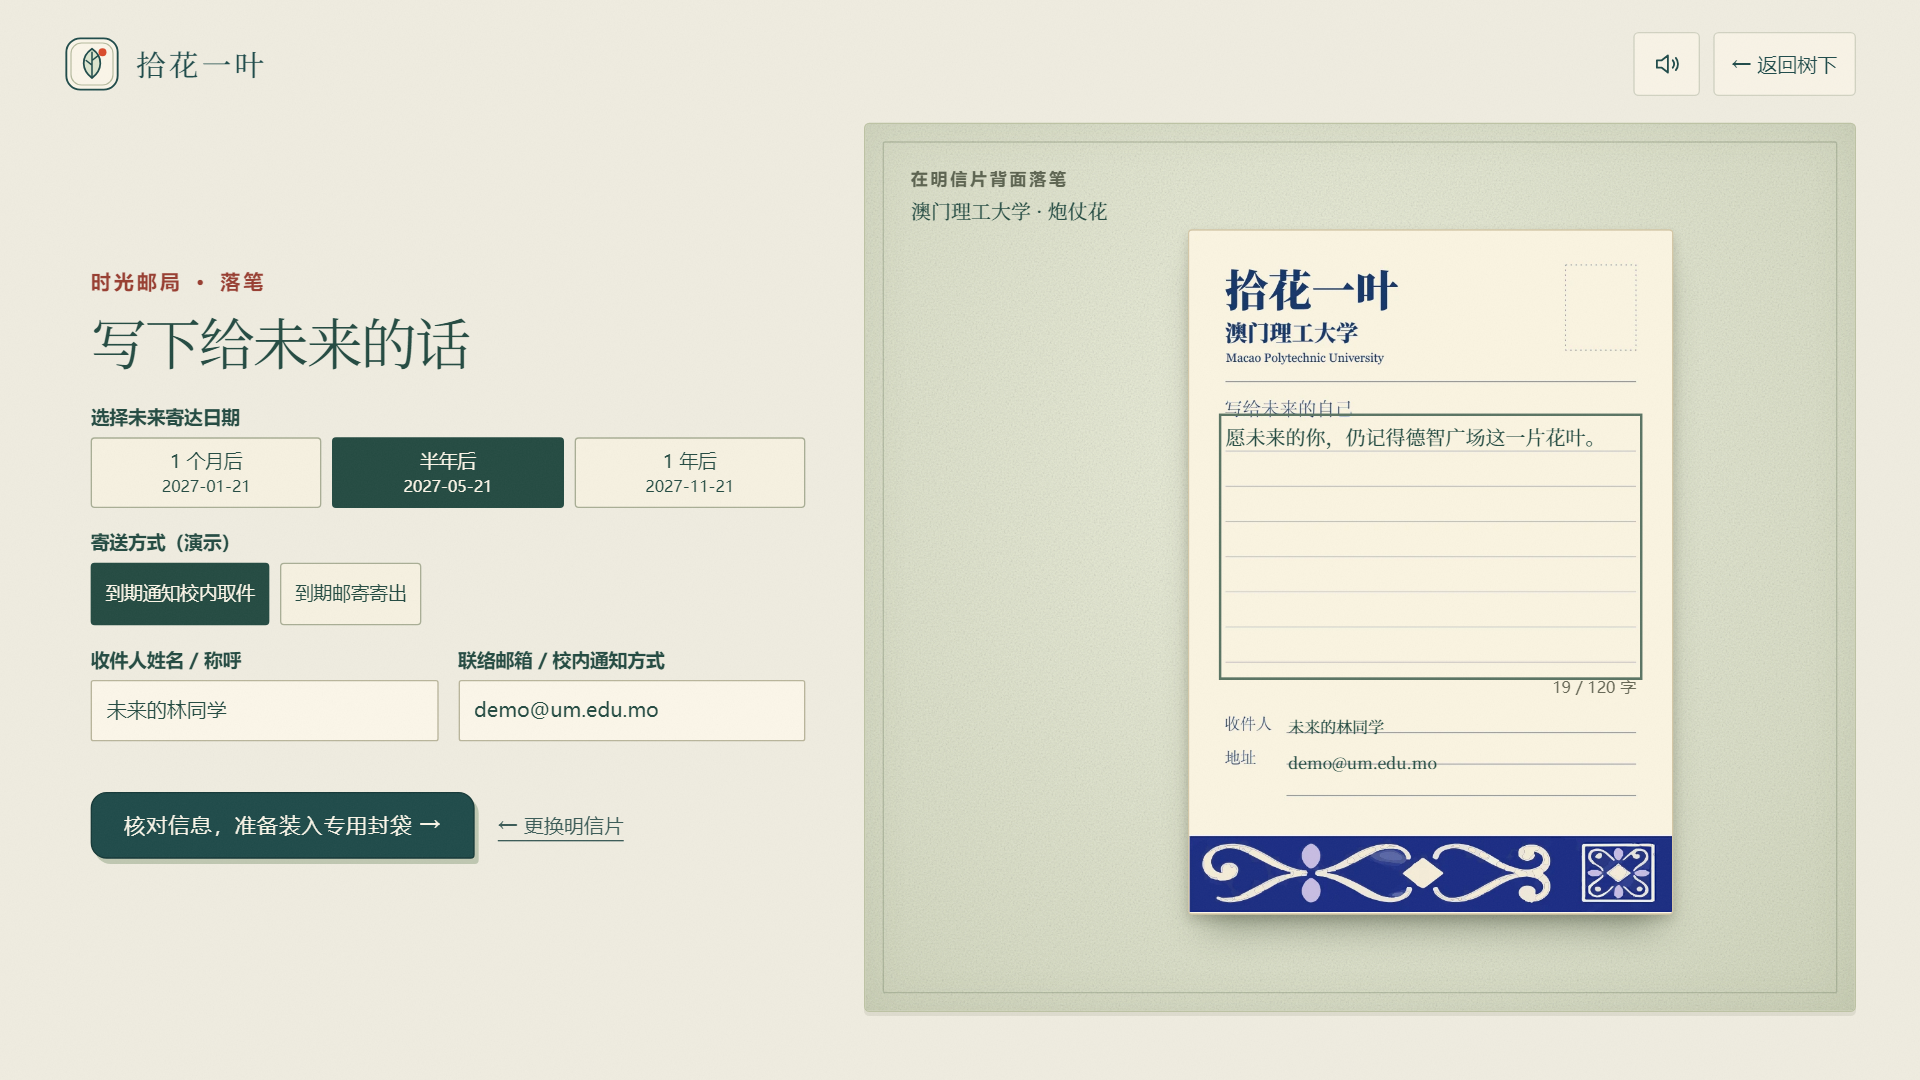 拾花一叶
← 返回树下
时光邮局 · 落笔
写下给未来的话
选择未来寄达日期
1 个月后
2027-01-21
半年后
2027-05-21
1 年后
2027-11-21
寄送方式（演示）
到期通知校内取件
到期邮寄寄出
收件人姓名 / 称呼
未来的林同学
联络邮箱 / 校内通知方式
demo@um.edu.mo
核对信息，准备装入专用封袋 →
← 更换明信片
在明信片背面落笔
澳门理工大学 · 炮仗花
拾花一叶
澳门理工大学
Macao Polytechnic University
写给未来的自己
愿未来的你，仍记得德智广场这一片花叶。
19 / 120 字
收件人 未来的林同学
地址 demo@um.edu.mo